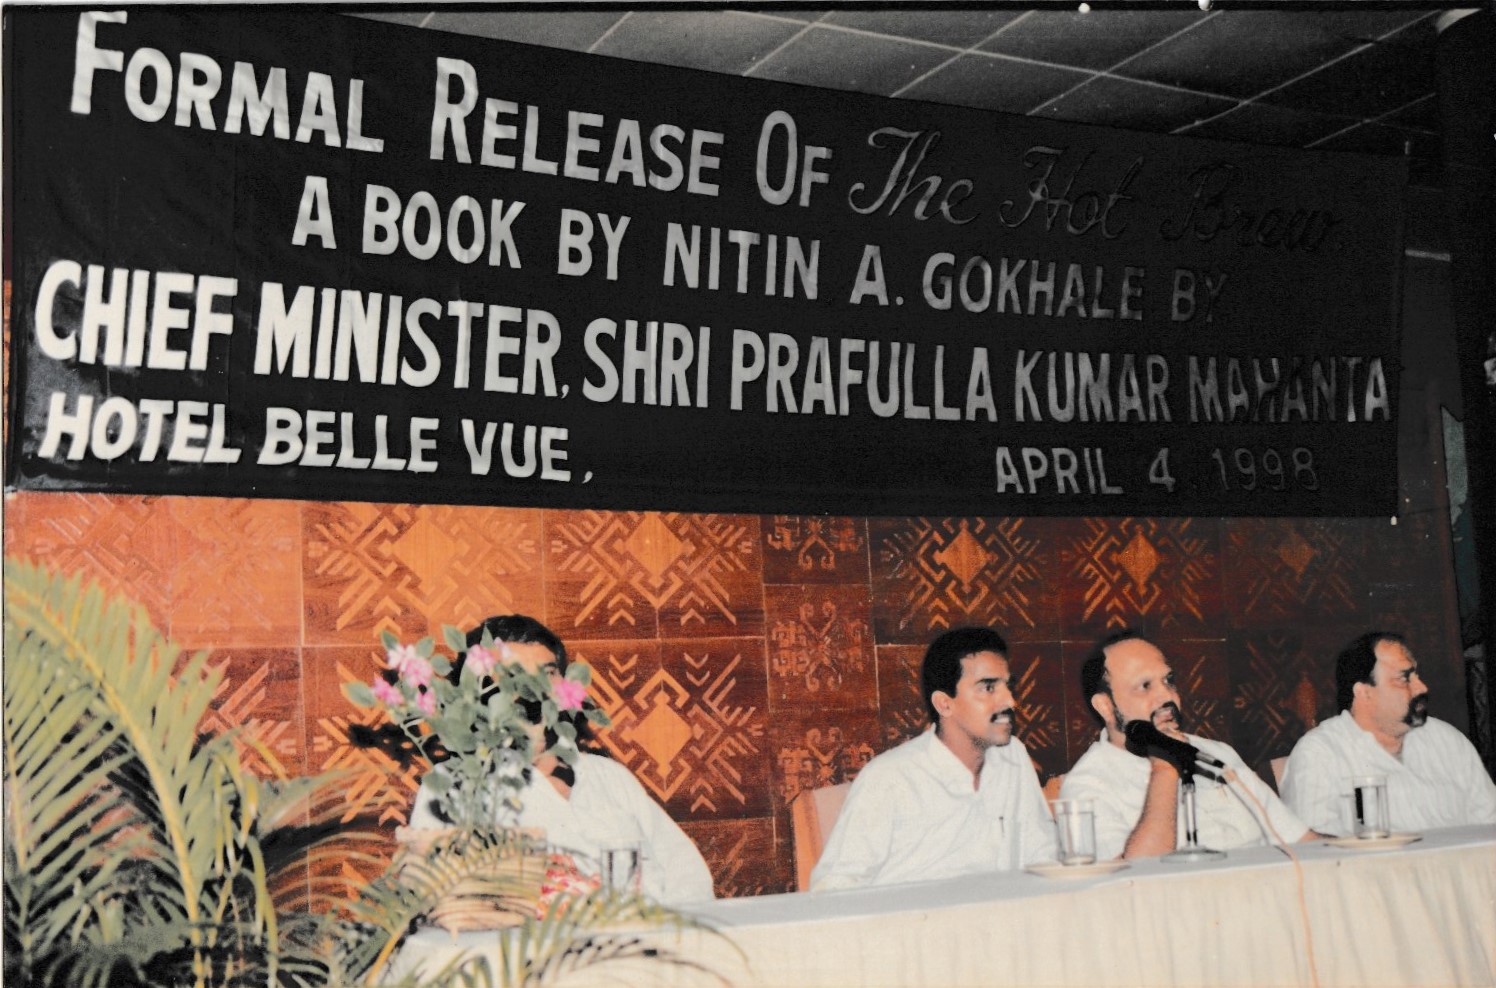 FORMAL RELEASE OF The Hot Brew
A BOOK BY NITIN A. GOKHALE BY
CHIEF MINISTER, SHRI PRAFULLA KUMAR MAHANTA
HOTEL BELLE VUE, APRIL 4, 1998